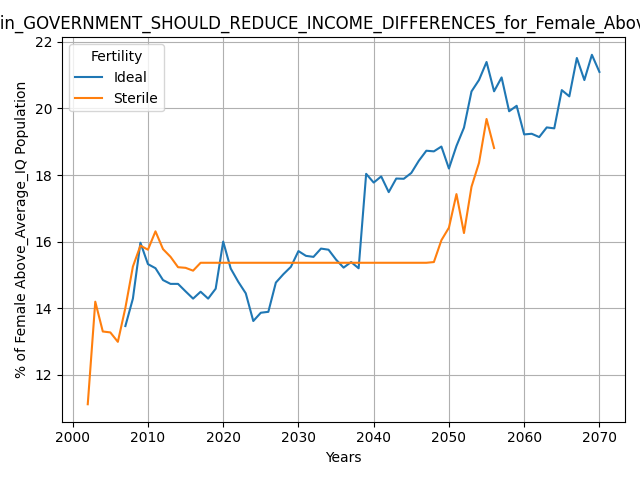 in_GOVERNMENT_SHOULD_REDUCE_INCOME_DIFFERENCES_for_Female_Abov
Fertility
Ideal
Sterile
% of Female Above_Average_IQ Population
22
20
18
16
14
12
2000 2010 2020 2030 2040 2050 2060 2070
Years